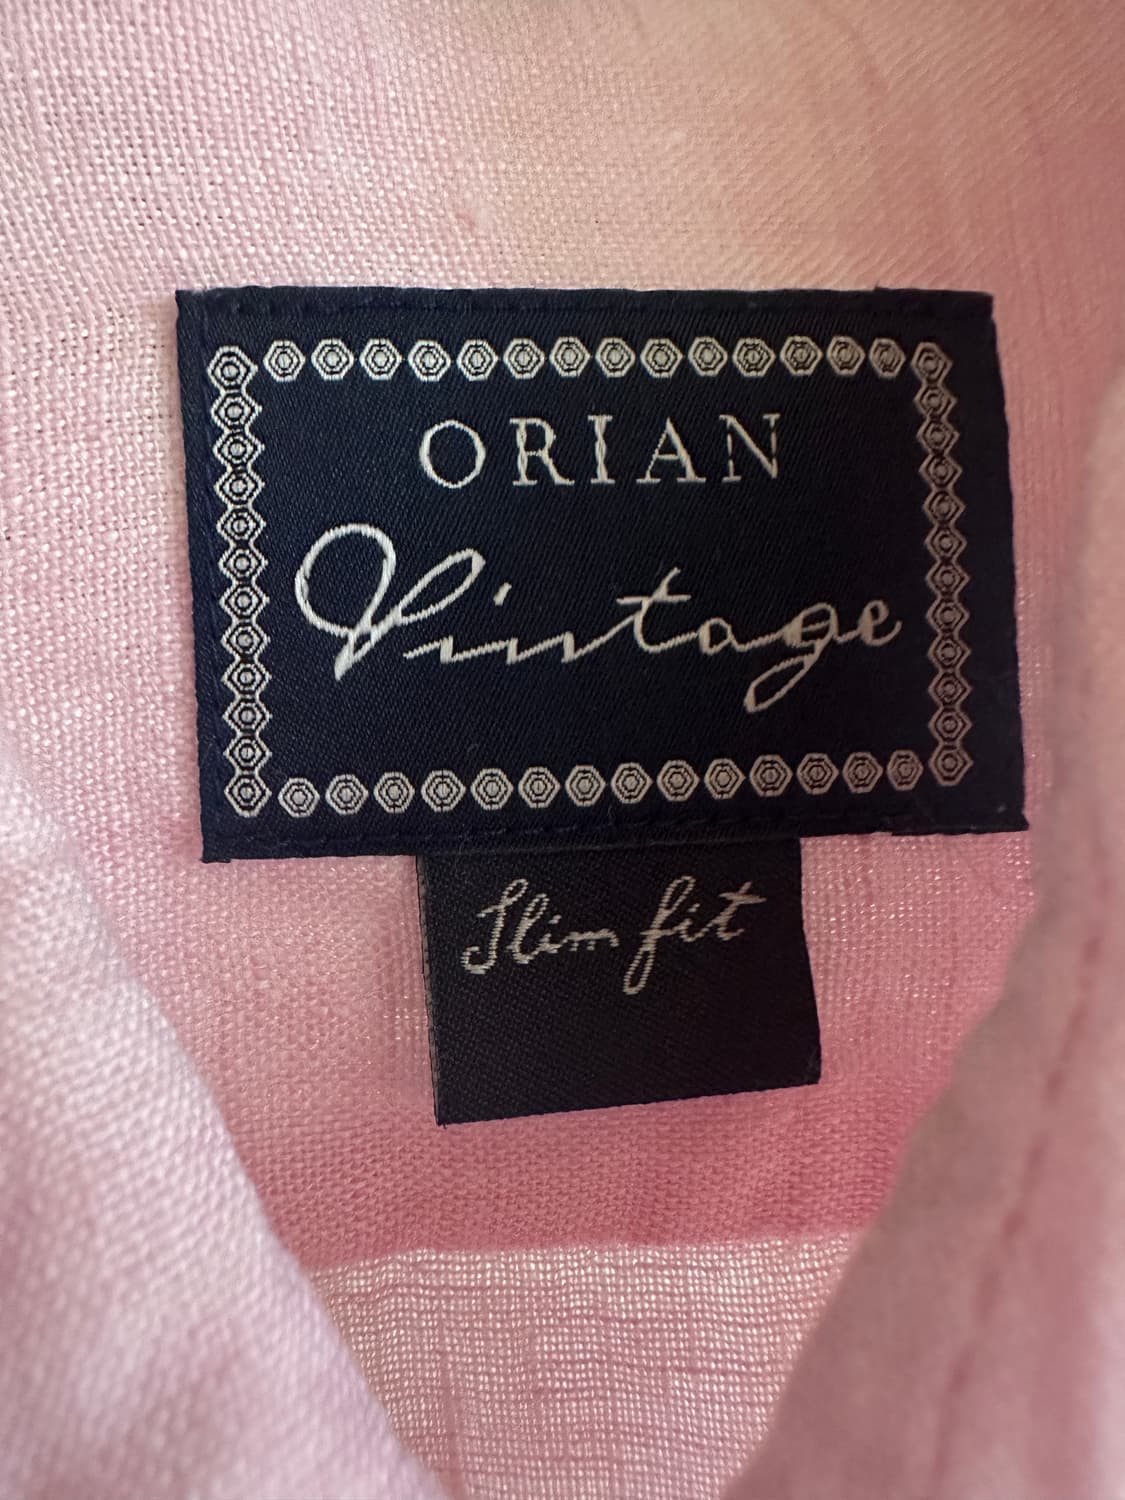 ORIAN
Vintage
Slim fit